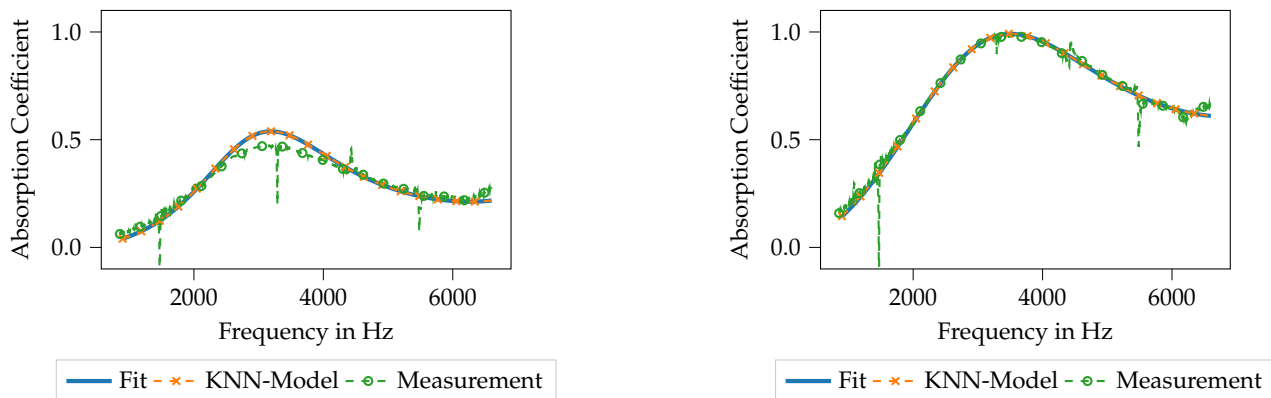 Absorption Coefficient
1.0
0.5
0.0
2000 4000 6000
Frequency in Hz
Fit KNN-Model Measurement
Absorption Coefficient
1.0
0.5
0.0
2000 4000 6000
Frequency in Hz
Fit KNN-Model Measurement